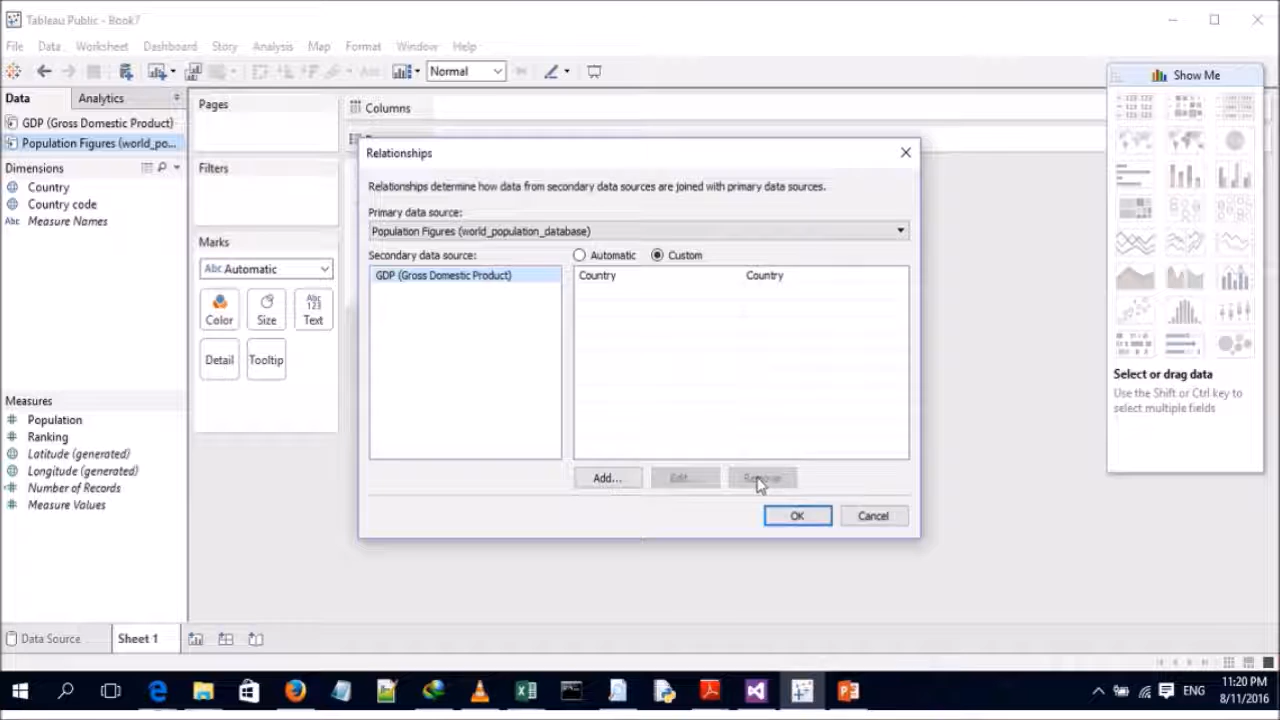 Tableau Public - Book7
File Data Worksheet Dashboard Story Analysis Map Format Window Help
Normal
Show Me
Data Analytics
Pages
Columns
GDP (Gross Domestic Product)
Population Figures (world_po...
Dimensions
Filters
Country
Country code
Abc Measure Names
Marks
Abc Automatic
Color Size Text
Detail Tooltip
Relationships
Relationships determine how data from secondary data sources are joined with primary data sources.
Primary data source:
Population Figures (world_population_database)
Secondary data source:
Automatic Custom
GDP (Gross Domestic Product)
Country Country
Add... Edit...
OK Cancel
Select or drag data
Use the Shift or Ctrl key to
select multiple fields
Measures
Population
Ranking
Latitude (generated)
Longitude (generated)
Number of Records
Measure Values
Data Source Sheet 1
ENG
11:20 PM
8/11/2016